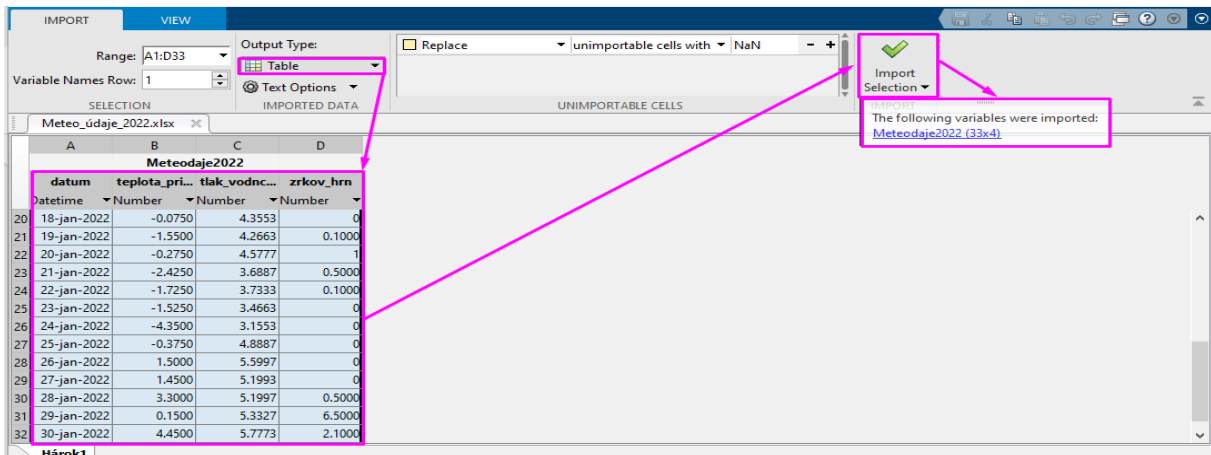 IMPORT VIEW
Range: A1:D33
Variable Names Row: 1
SELECTION
Output Type:
Table
Text Options
IMPORTED DATA
Replace unimportable cells with NaN - +
UNIMPORTABLE CELLS
Import
Selection
IMPORT
The following variables were imported:
Meteodaje2022 (33x4)
Meteo_údaje_2022.xlsx
A B C D
Meteodaje2022
datum teplota_pri... tlak_vodnc... zrkov_hrn
Datetime Number Number Number
20 18-jan-2022 -0.0750 4.3553 0
21 19-jan-2022 -1.5500 4.2663 0.1000
22 20-jan-2022 -0.2750 4.5777 1
23 21-jan-2022 -2.4250 3.6887 0.5000
24 22-jan-2022 -1.7250 3.7333 0.1000
25 23-jan-2022 -1.5250 3.4663 0
26 24-jan-2022 -4.3500 3.1553 0
27 25-jan-2022 -0.3750 4.8887 0
28 26-jan-2022 1.5000 5.5997 0
29 27-jan-2022 1.4500 5.1993 0
30 28-jan-2022 3.3000 5.1997 0.5000
31 29-jan-2022 0.1500 5.3327 6.5000
32 30-jan-2022 4.4500 5.7773 2.1000
Hárok1